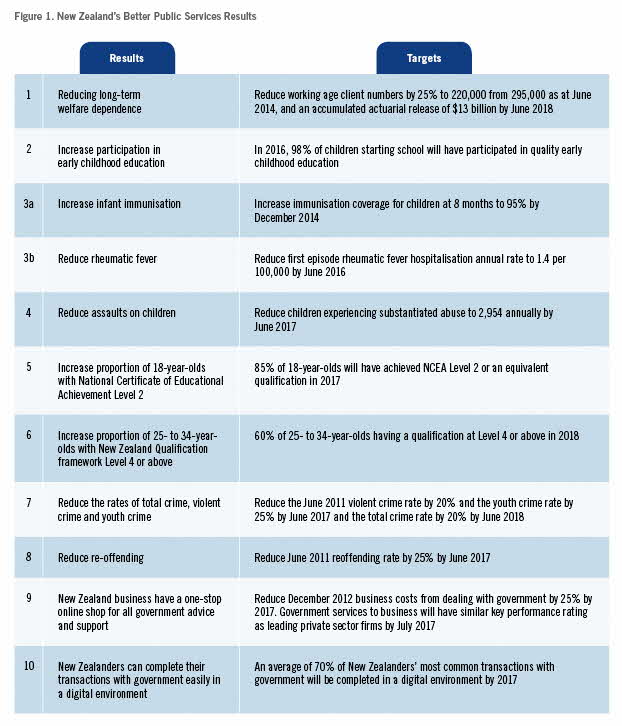 Figure 1. New Zealand's Better Public Services Results
Results
Targets
1
Reducing long-term
welfare dependence
Reduce working age client numbers by 25% to 220,000 from 295,000 as at June
2014, and an accumulated actuarial release of $13 billion by June 2018
2
Increase participation in
early childhood education
In 2016, 98% of children starting school will have participated in quality early
childhood education
3a
Increase infant immunisation
Increase immunisation coverage for children at 8 months to 95% by
December 2014
3b
Reduce rheumatic fever
Reduce first episode rheumatic fever hospitalisation annual rate to 1.4 per
100,000 by June 2016
4
Reduce assaults on children
Reduce children experiencing substantiated abuse to 2,954 annually by
June 2017
5
Increase proportion of 18-year-olds
with National Certificate of Educational
Achievement Level 2
85% of 18-year-olds will have achieved NCEA Level 2 or an equivalent
qualification in 2017
6
Increase proportion of 25- to 34-year-
olds with New Zealand Qualification
framework Level 4 or above
60% of 25- to 34-year-olds having a qualification at Level 4 or above in 2018
7
Reduce the rates of total crime, violent
crime and youth crime
Reduce the June 2011 violent crime rate by 20% and the youth crime rate by
25% by June 2017 and the total crime rate by 20% by June 2018
8
Reduce re-offending
Reduce June 2011 reoffending rate by 25% by June 2017
9
New Zealand business have a one-stop
online shop for all government advice
and support
Reduce December 2012 business costs from dealing with government by 25% by
2017. Government services to business will have similar key performance rating
as leading private sector firms by July 2017
10
New Zealanders can complete their
transactions with government easily in
a digital environment
An average of 70% of New Zealanders' most common transactions with
government will be completed in a digital environment by 2017